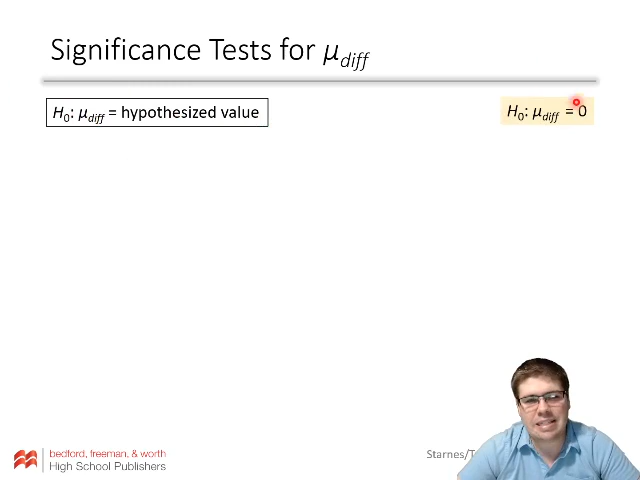 Significance Tests for μdiff
H0: μdiff = hypothesized value
H0: μdiff = 0
bedford, freeman, & worth
High School Publishers
Starnes/T